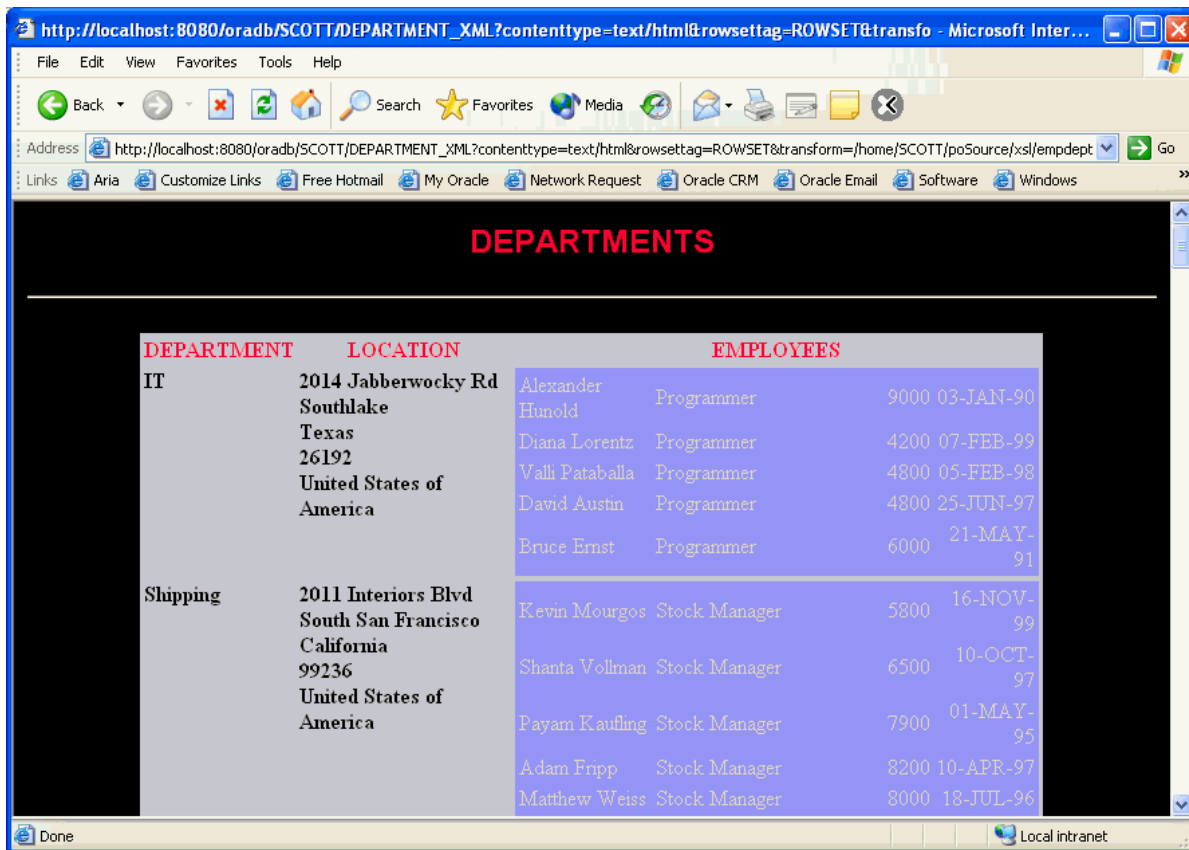 http://localhost:8080/oradb/SCOTT/DEPARTMENT_XML?contenttype=text/html&rowsettag=ROWSET&transfo - Microsoft Inter...
File Edit View Favorites Tools Help
Back Search Favorites Media
Address http://localhost:8080/oradb/SCOTT/DEPARTMENT_XML?contenttype=text/html&rowsettag=ROWSET&transform=/home/SCOTT/poSource/xsl/empdept Go
Links Aria Customize Links Free Hotmail My Oracle Network Request Oracle CRM Oracle Email Software Windows »
DEPARTMENTS
DEPARTMENT LOCATION EMPLOYEES
IT
2014 Jabberwocky Rd
Southlake
Texas
26192
United States of
America
Alexander
Hunold Programmer 9000 03-JAN-90
Diana Lorentz Programmer 4200 07-FEB-99
Valli Pataballa Programmer 4800 05-FEB-98
David Austin Programmer 4800 25-JUN-97
Bruce Ernst Programmer 6000 21-MAY-
91
Shipping
2011 Interiors Blvd
South San Francisco
California
99236
United States of
America
Kevin Mourgos Stock Manager 5800 16-NOV-
99
Shanta Vollman Stock Manager 6500 10-OCT-
97
Payam Kaufling Stock Manager 7900 01-MAY-
95
Adam Fripp Stock Manager 8200 10-APR-97
Matthew Weiss Stock Manager 8000 18-JUL-96
Done Local intranet